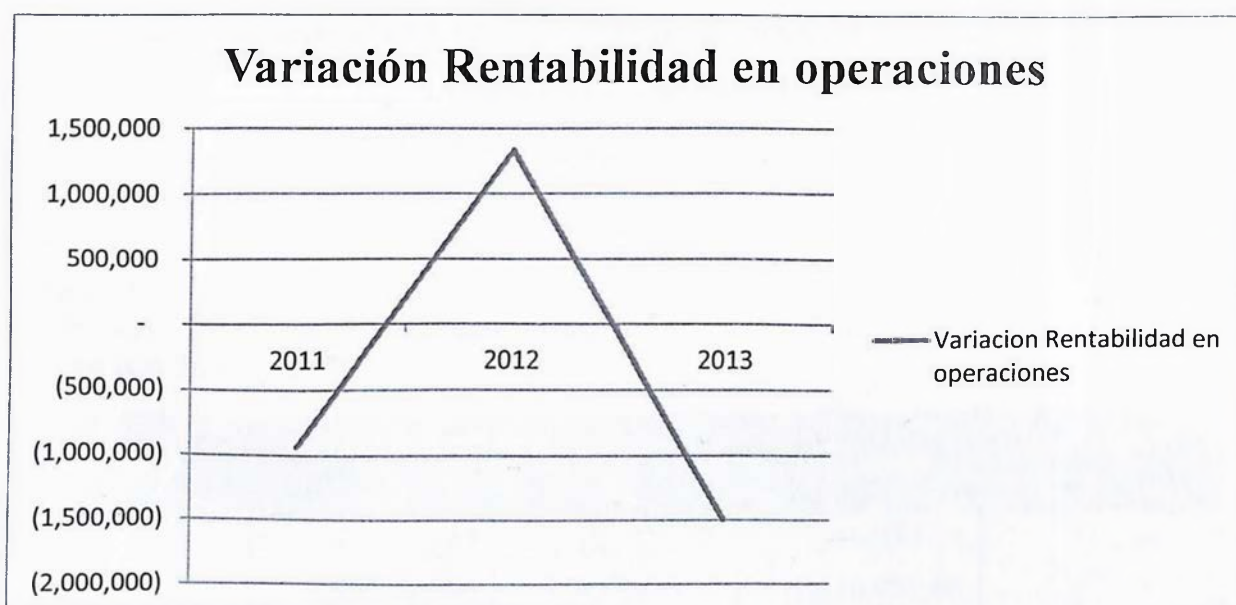 Variación Rentabilidad en operaciones
1,500,000
1,000,000
500,000
-
(500,000)
(1,000,000)
(1,500,000)
(2,000,000)
2011 2012 2013
Variacion Rentabilidad en
operaciones